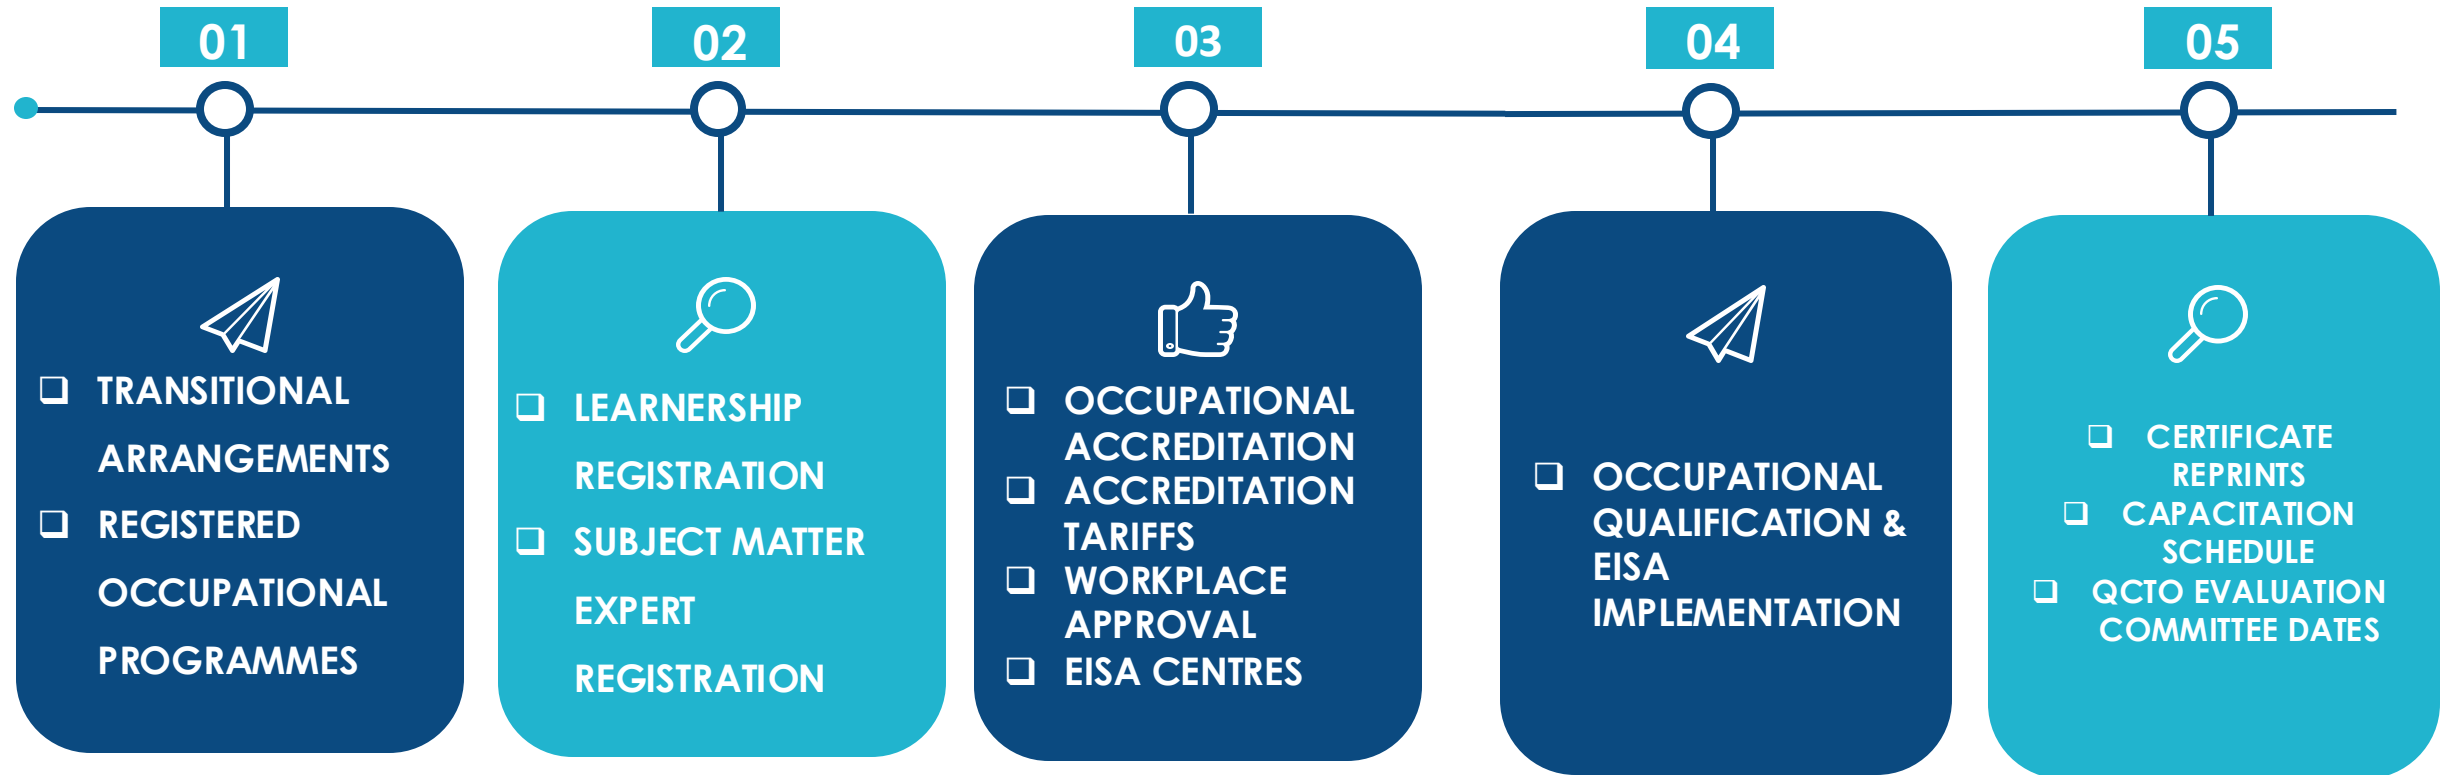 01
TRANSITIONAL
ARRANGEMENTS
REGISTERED
OCCUPATIONAL
PROGRAMMES
02
LEARNERSHIP
REGISTRATION
SUBJECT MATTER
EXPERT
REGISTRATION
03
OCCUPATIONAL
ACCREDITATION
ACCREDITATION
TARIFFS
WORKPLACE
APPROVAL
EISA CENTRES
04
OCCUPATIONAL
QUALIFICATION &
EISA
IMPLEMENTATION
05
CERTIFICATE
REPRINTS
CAPACITATION
SCHEDULE
QCTO EVALUATION
COMMITTEE DATES